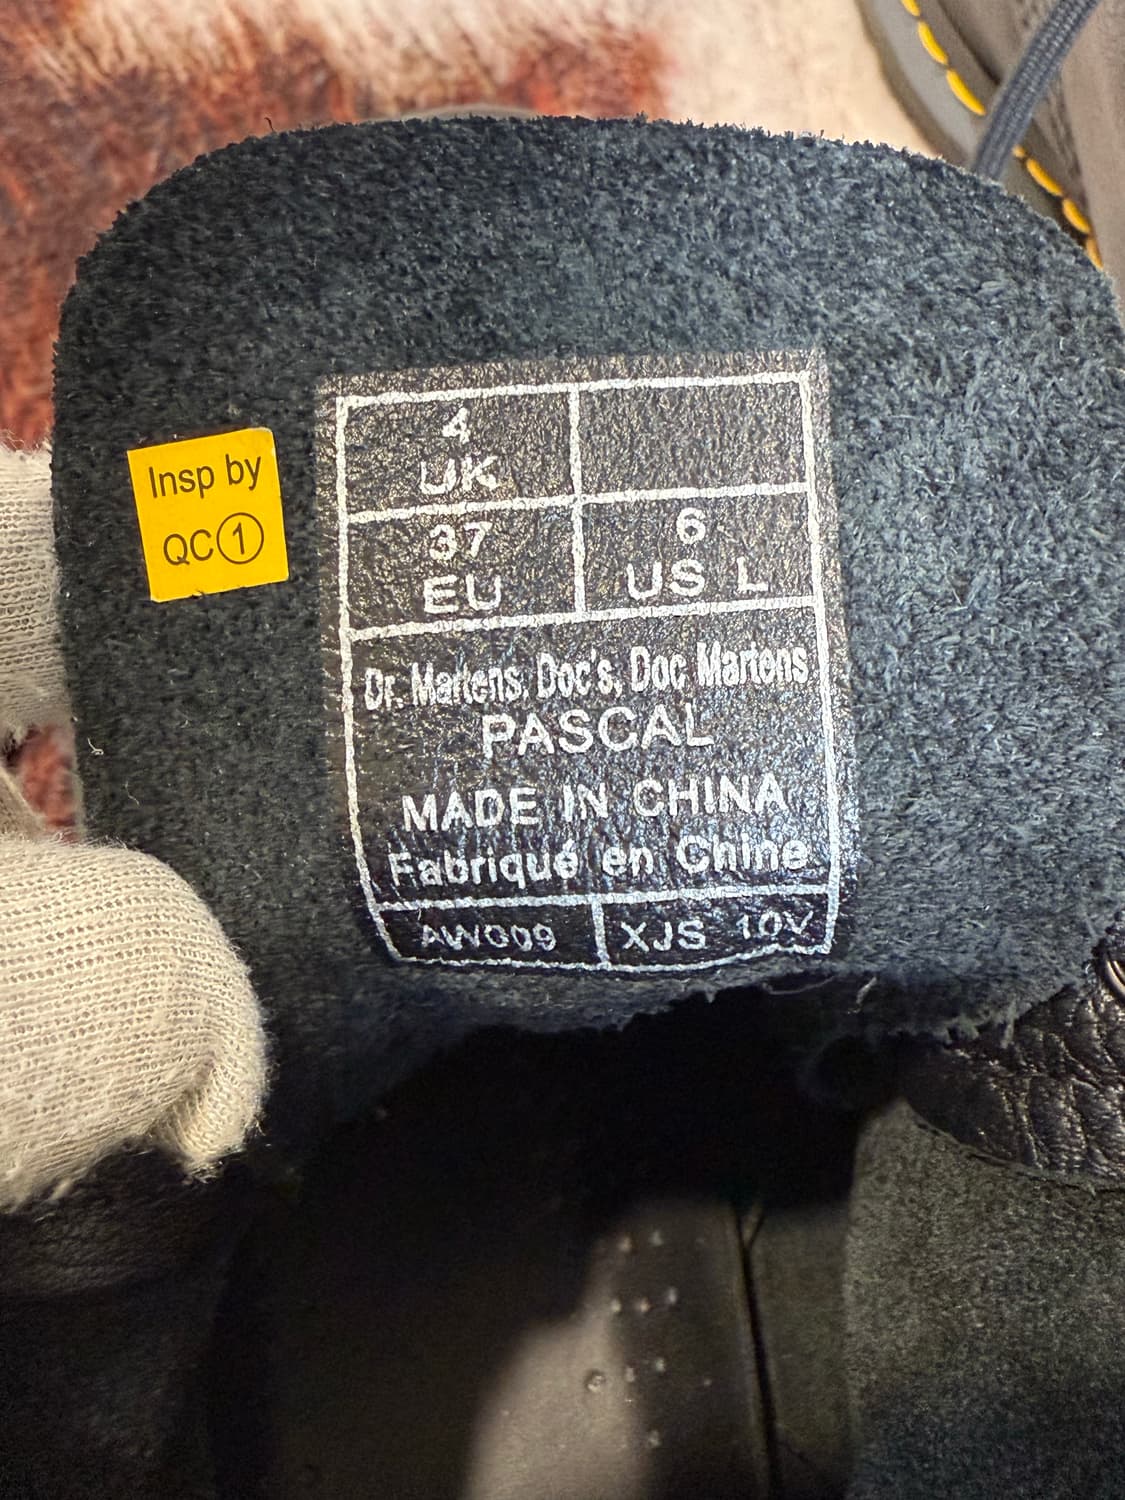 Insp by
QC①
4
UK
37
EU
6
US L
Dr. Martens, Doc's, Doc Martens
PASCAL
MADE IN CHINA
Fabriqué en Chine
AW009
XJS 10V